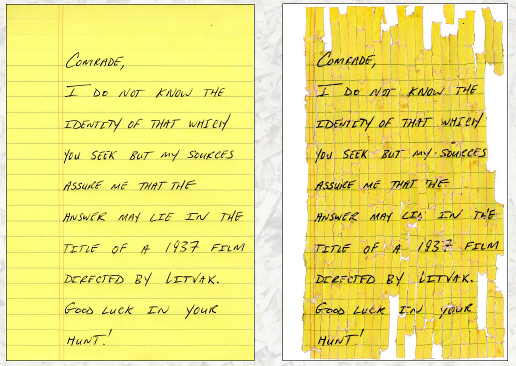 COMRADE,
I DO NOT KNOW THE
IDENTITY OF THAT WHICH
YOU SEEK BUT MY SOURCES
ASSURE ME THAT THE
ANSWER MAY LIE IN THE
TITLE OF A 1937 FILM
DIRECTED BY LITVAK.
GOOD LUCK IN YOUR
HUNT!
COMRADE,
I DO NOT KNOW THE
IDENTITY OF THAT WHICH
YOU SEEK BUT MY SOURCES
ASSURE ME THAT THE
ANSWER MAY LIE IN THE
TITLE OF A 1937 FILM
DIRECTED BY LITVAK.
GOOD LUCK IN YOUR
HUNT!